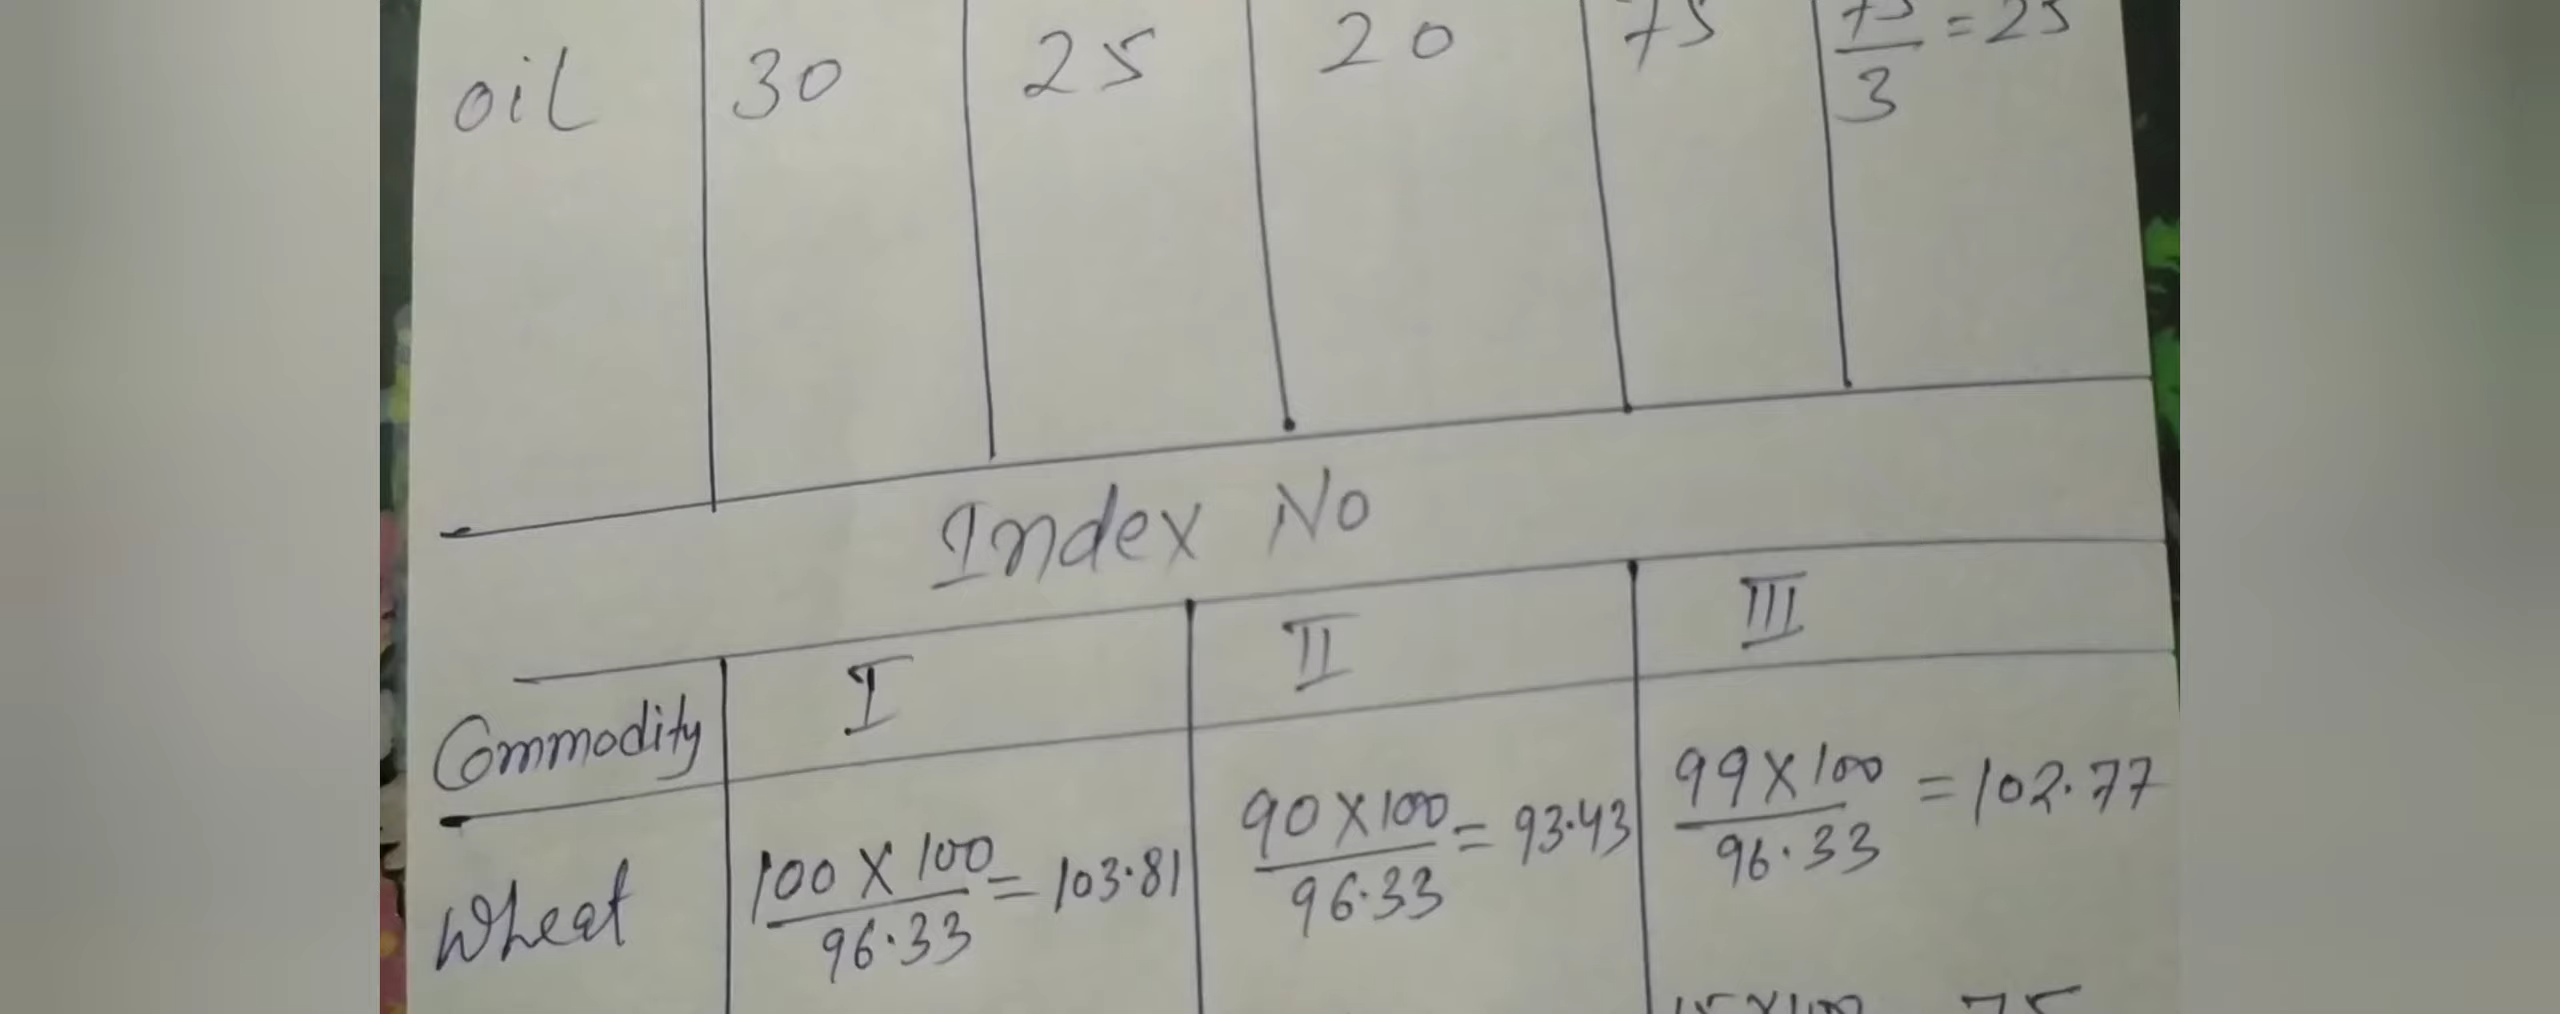 oil 30 25 20 75 75/3 = 25
Index No
Commodity I II III
Wheat 100 X 100/96.33 = 103.81 90 X 100/96.33 = 93.43 99 X 100/96.33 = 102.77